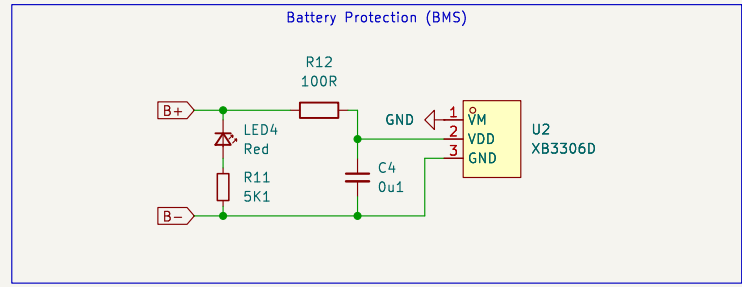 Battery Protection (BMS)
R12
100R
B+
LED4
Red
R11
5K1
B-
C4
0u1
GND
1 VM
2 VDD
3 GND
U2
XB3306D